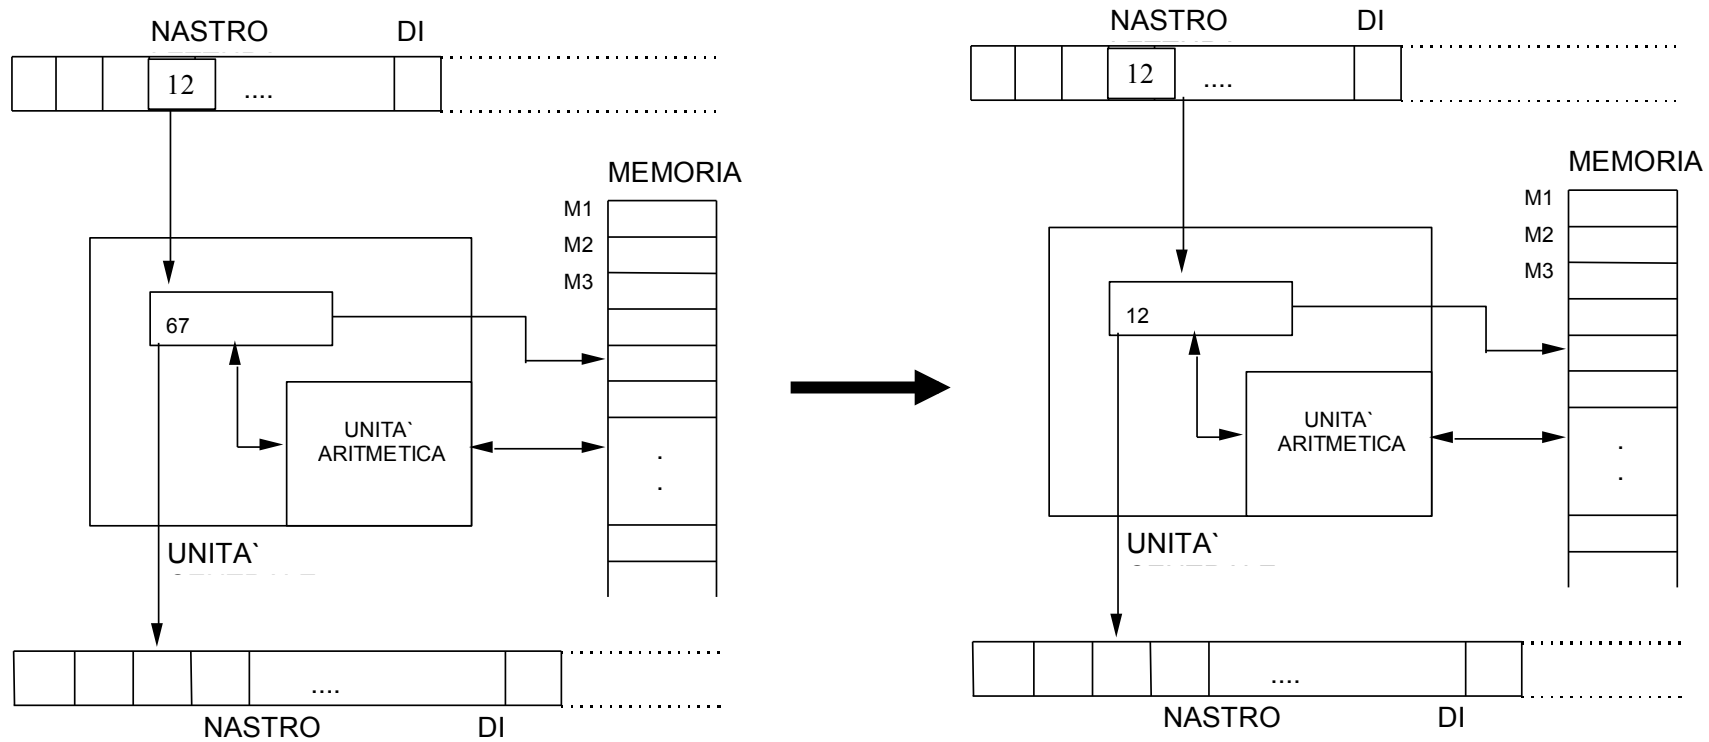 NASTRO DI
12 ....
MEMORIA
M1
M2
M3
67
UNITA`
ARITMETICA
.
.
UNITA`
....
NASTRO DI
NASTRO DI
12 ....
MEMORIA
M1
M2
M3
12
UNITA`
ARITMETICA
.
.
UNITA`
....
NASTRO DI